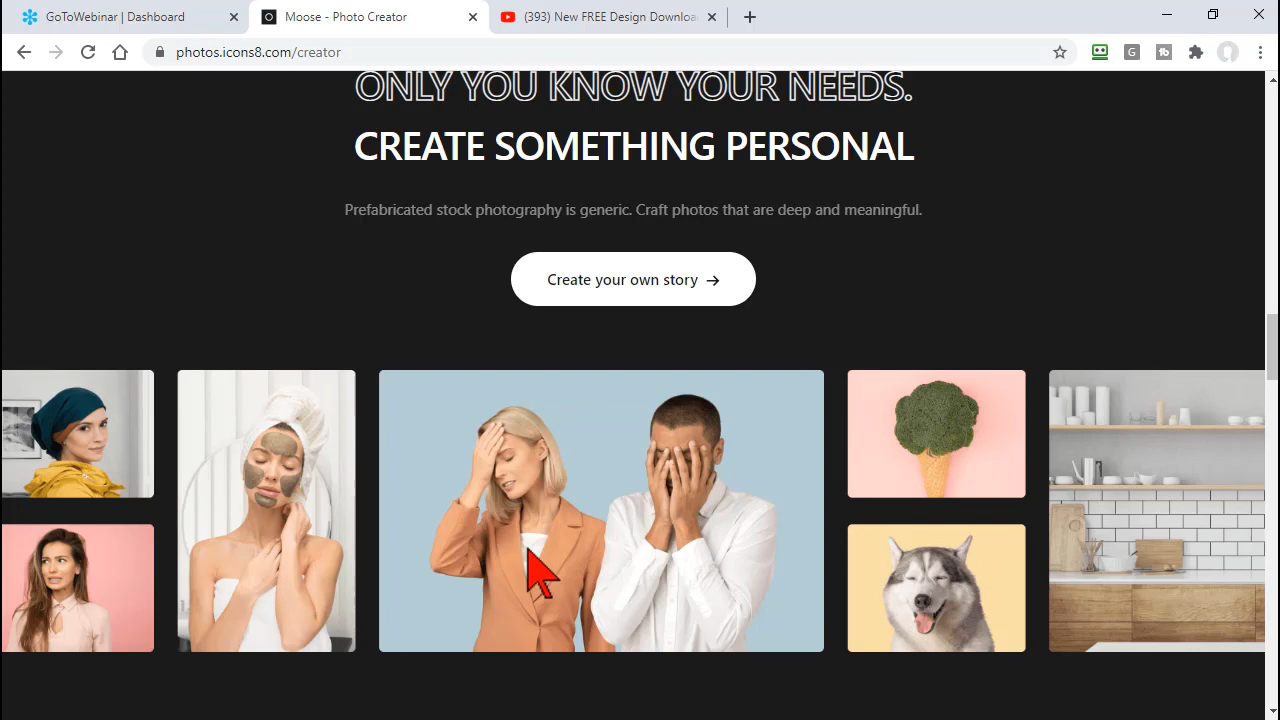 GoToWebinar | Dashboard
Moose - Photo Creator
(393) New FREE Design Downloa
photos.icons8.com/creator
G
tb
ONLY YOU KNOW YOUR NEEDS.
CREATE SOMETHING PERSONAL
Prefabricated stock photography is generic. Craft photos that are deep and meaningful.
Create your own story →